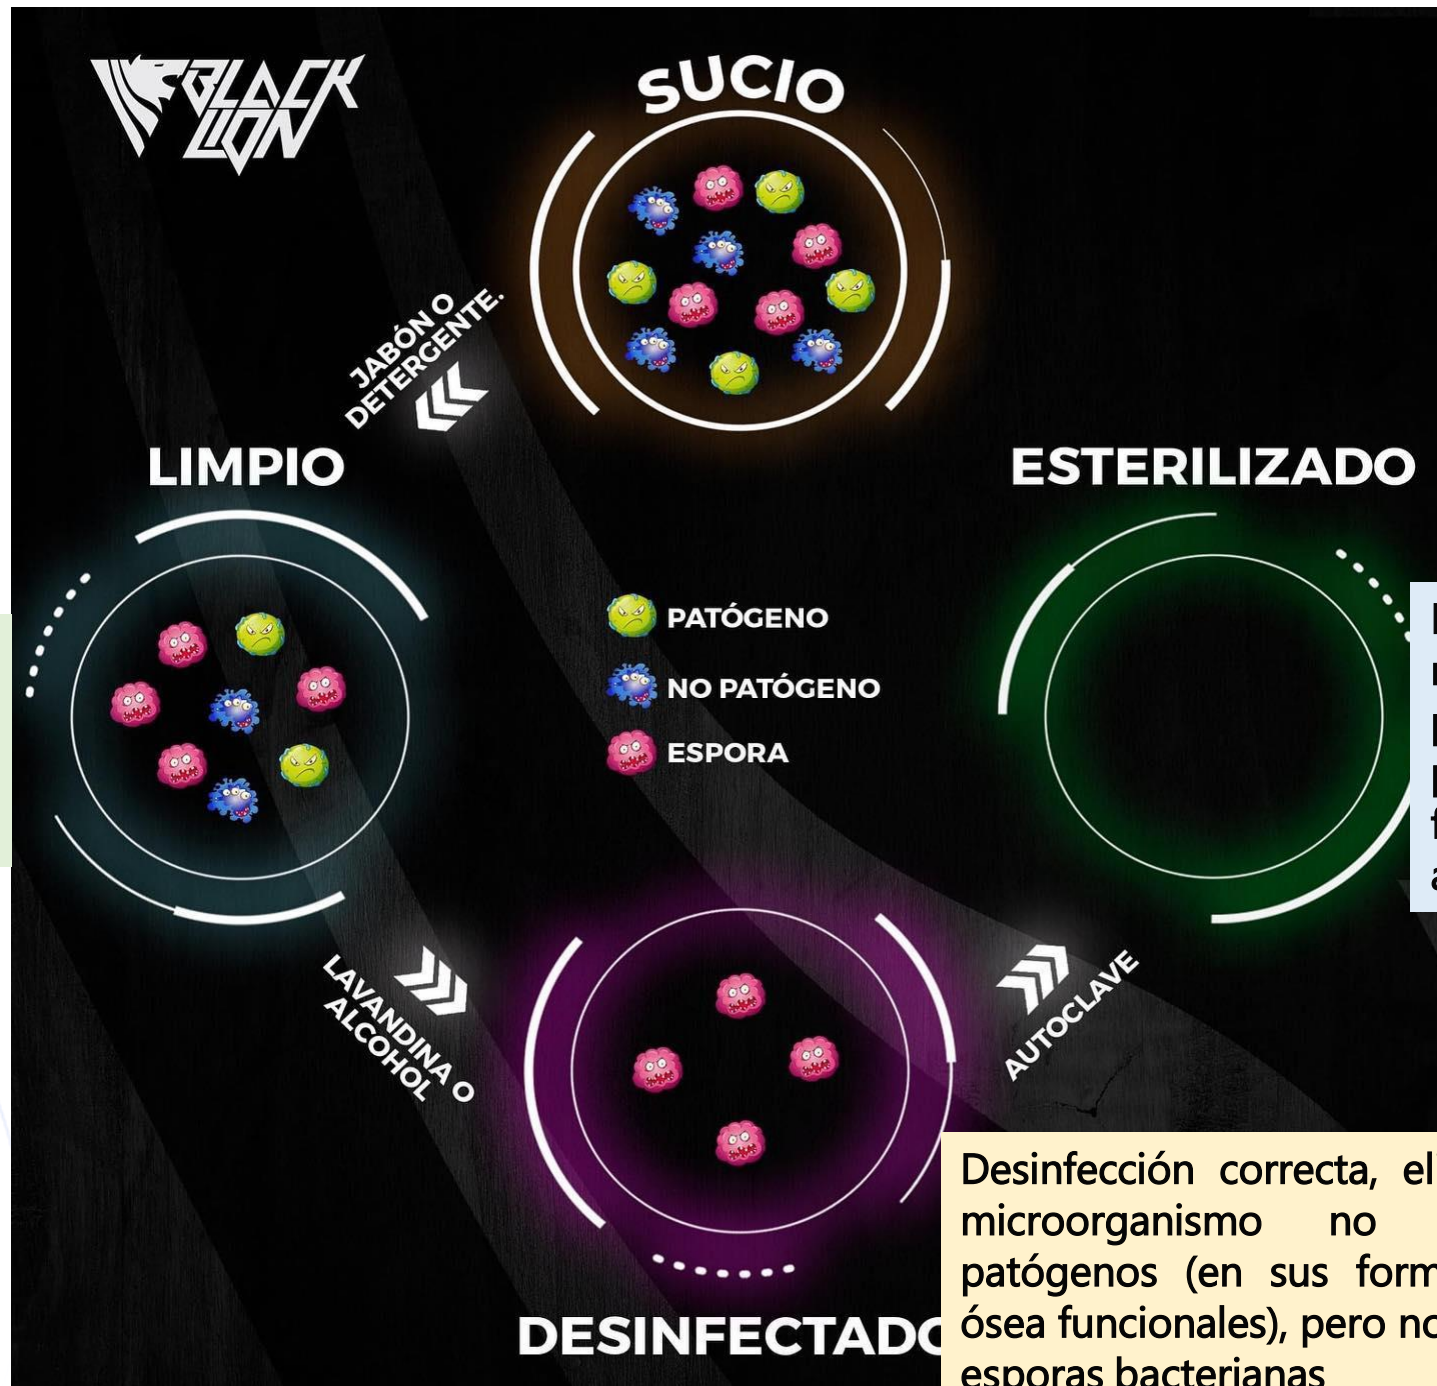 BLACK
LION
SUCIO
JABÓN O
DETERGENTE.
LIMPIO
ESTERILIZADO
PATÓGENO
NO PATÓGENO
ESPORA
LAVANDINA O
ALCOHOL
AUTOCLAVE
DESINFECTADO
Desinfección correcta, el
microorganismo no
patógenos (en sus form
ósea funcionales), pero no
esporas bacterianas